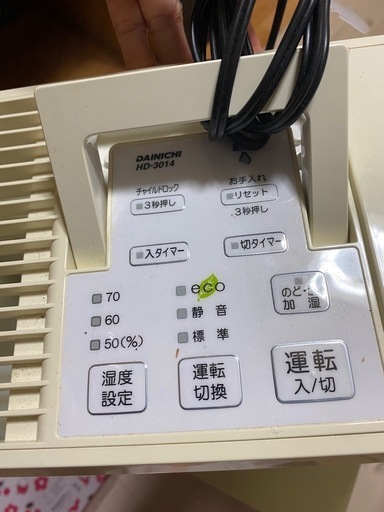 DAINICHI
HD-3014
チャイルドロック
3秒押し
お手入れ
リセット
3秒押し
入タイマー
切タイマー
70
60
50(%)
eco
静音
標準
のど・
加湿
湿度
設定
運転
切換
運転
入/切